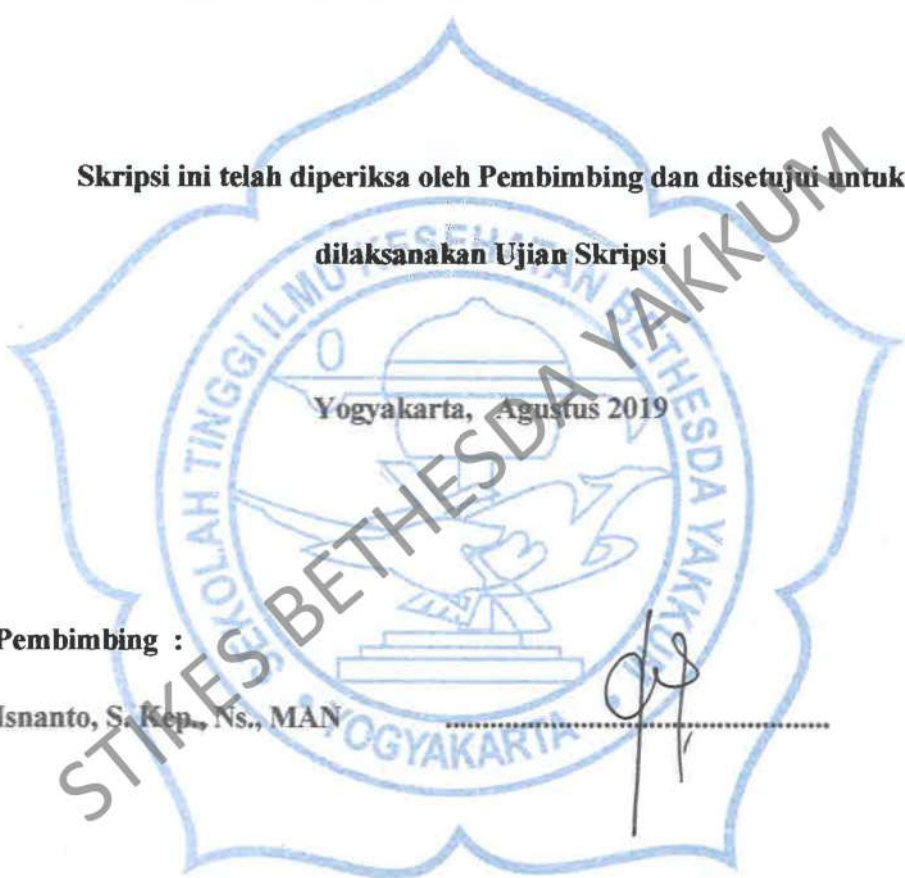 Skripsi ini telah diperiksa oleh Pembimbing dan disetujui untuk
dilaksanakan Ujian Skripsi
Yogyakarta, Agustus 2019
Pembimbing :
Isnanto, S. Kep., Ns., MAN ................................................
SEKOLAH TINGGI ILMU KESEHATAN BETHESDA YAKKUM
YOGYAKARTA
STIKES BETHESDA YAKKUM